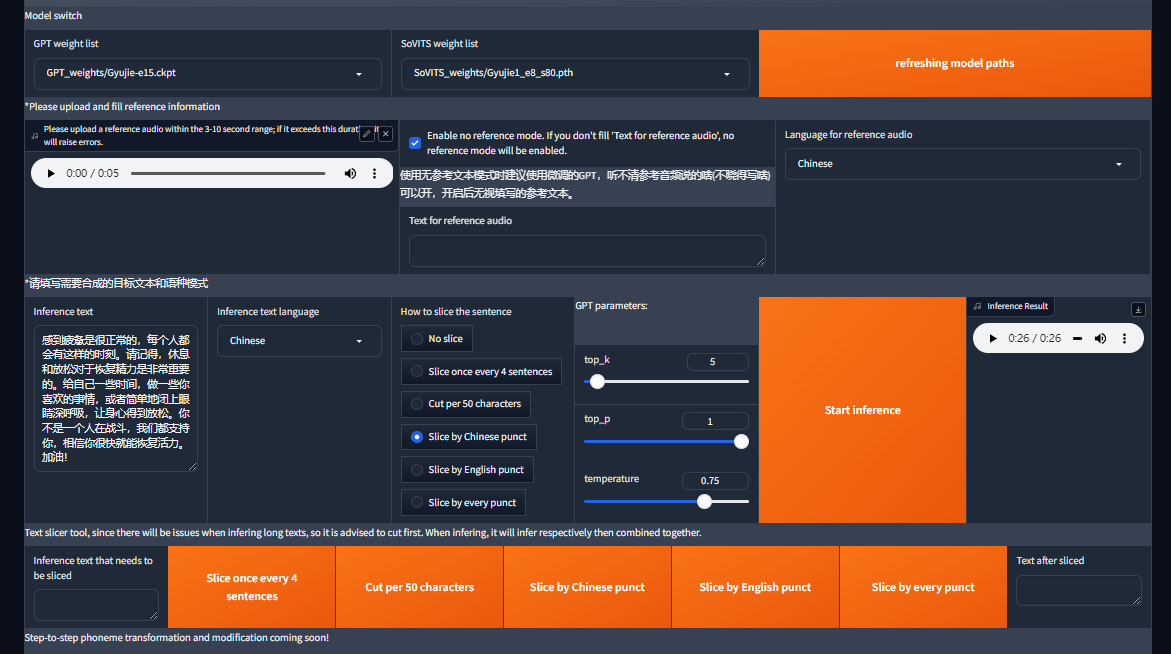 Model switch
GPT weight list
GPT_weights/Gyujie-e15.ckpt
SoVITS weight list
SoVITS_weights/Gyujie1_e8_s80.pth
refreshing model paths
*Please upload and fill reference information
Please upload a reference audio within the 3-10 second range; if it exceeds this durat
will raise errors.
0:00 / 0:05
Enable no reference mode. If you don't fill 'Text for reference audio', no
reference mode will be enabled.
使用无参考文本模式时建议使用微调的GPT，听不清参考音频说的啥(不晓得写啥)
可以开，开启后无视填写的参考文本。
Text for reference audio
Language for reference audio
Chinese
*请填写需要合成的目标文本和语种模式
Inference text
感到疲惫是很正常的，每个人都
会有这样的时刻。请记得，休息
和放松对于恢复精力是非常重要
的。给自己一些时间，做一些你
喜欢的事情，或者简单地闭上眼
睛深呼吸，让身心得到放松。你
不是一个人在战斗，我们都支持
你，相信你很快就能恢复活力。
加油！
Inference text language
Chinese
How to slice the sentence
No slice
Slice once every 4 sentences
Cut per 50 characters
Slice by Chinese punct
Slice by English punct
Slice by every punct
GPT parameters:
top_k
5
top_p
1
temperature
0.75
Start inference
Inference Result
0:26 / 0:26
Text slicer tool, since there will be issues when infering long texts, so it is advised to cut first. When infering, it will infer respectively then combined together.
Inference text that needs to
be sliced
Slice once every 4
sentences
Cut per 50 characters
Slice by Chinese punct
Slice by English punct
Slice by every punct
Text after sliced
Step-to-step phoneme transformation and modification coming soon!